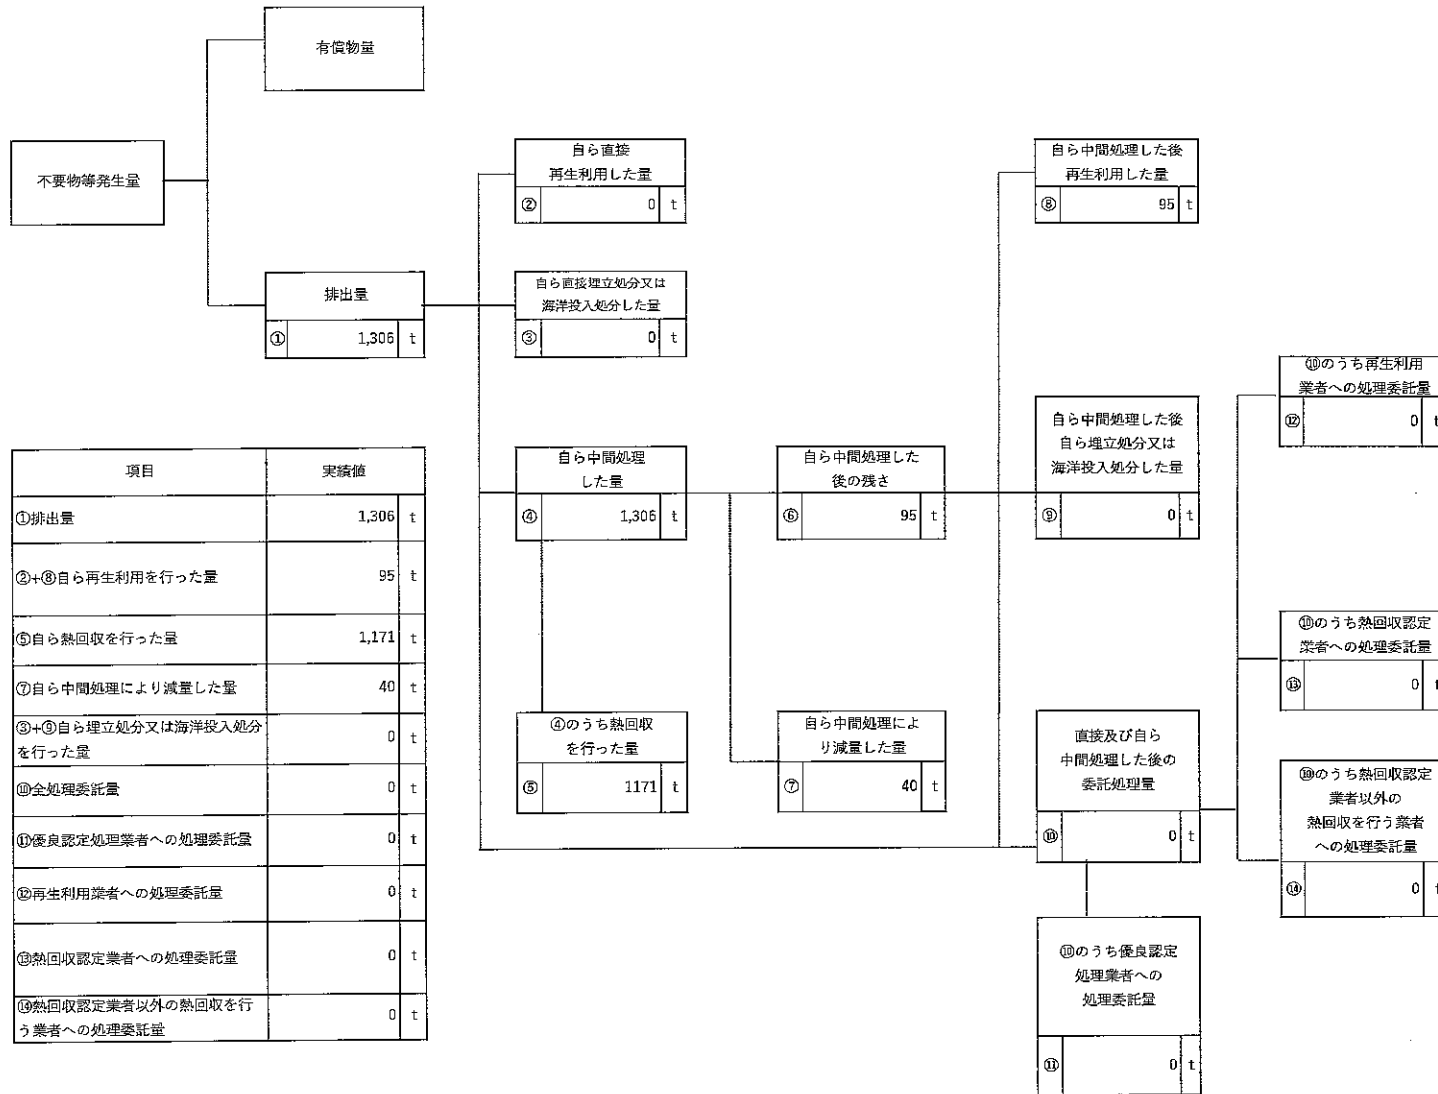 有償物量
不要物等発生量
排出量
① 1,306 t
自ら直接
再生利用した量
② 0 t
自ら直接埋立処分又は
海洋投入処分した量
③ 0 t
自ら中間処理
した量
④ 1,306 t
④のうち熱回収
を行った量
⑤ 1171 t
自ら中間処理した
後の残さ
⑥ 95 t
自ら中間処理によ
り減量した量
⑦ 40 t
自ら中間処理した後
再生利用した量
⑧ 95 t
自ら中間処理した後
自ら埋立処分又は
海洋投入処分した量
⑨ 0 t
直接及び自ら
中間処理した後の
委託処理量
⑩ 0 t
⑩のうち優良認定
処理業者への
処理委託量
⑪ 0 t
⑩のうち再生利用
業者への処理委託量
⑫ 0 t
⑩のうち熱回収認定
業者への処理委託量
⑬ 0 t
⑩のうち熱回収認定
業者以外の
熱回収を行う業者
への処理委託量
⑭ 0 t
項目 実績値
①排出量 1,306 t
②+⑧自ら再生利用を行った量 95 t
⑤自ら熱回収を行った量 1,171 t
⑦自ら中間処理により減量した量 40 t
③+⑨自ら埋立処分又は海洋投入処分
を行った量 0 t
⑩全処理委託量 0 t
⑪優良認定処理業者への処理委託量 0 t
⑫再生利用業者への処理委託量 0 t
⑬熱回収認定業者への処理委託量 0 t
⑭熱回収認定業者以外の熱回収を行
う業者への処理委託量 0 t